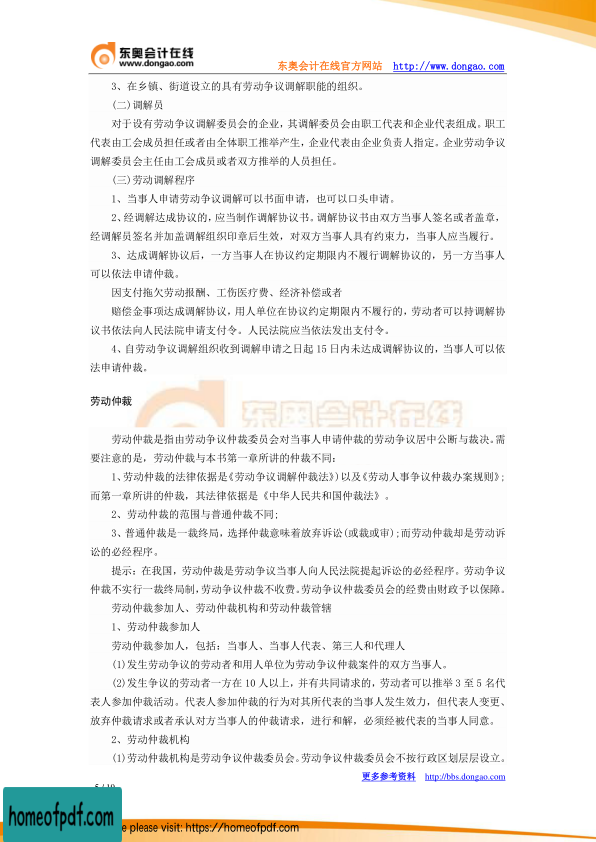 东奥会计在线
www.dongao.com
东奥会计在线官方网站 http://www.dongao.com
3、在乡镇、街道设立的具有劳动争议调解职能的组织。
(二)调解员
对于设有劳动争议调解委员会的企业，其调解委员会由职工代表和企业代表组成。职工
代表由工会成员担任或者由全体职工推举产生，企业代表由企业负责人指定。企业劳动争议
调解委员会主任由工会成员或者双方推举的人员担任。
(三)劳动调解程序
1、当事人申请劳动争议调解可以书面申请，也可以口头申请。
2、经调解达成协议的，应当制作调解协议书。调解协议书由双方当事人签名或者盖章，
经调解员签名并加盖调解组织印章后生效，对双方当事人具有约束力，当事人应当履行。
3、达成调解协议后，一方当事人在协议约定期限内不履行调解协议的，另一方当事人
可以依法申请仲裁。
因支付拖欠劳动报酬、工伤医疗费、经济补偿或者
赔偿金事项达成调解协议，用人单位在协议约定期限内不履行的，劳动者可以持调解协
议书依法向人民法院申请支付令。人民法院应当依法发出支付令。
4、自劳动争议调解组织收到调解申请之日起 15 日内未达成调解协议的，当事人可以依
法申请仲裁。
劳动仲裁
东奥会计在线
劳动仲裁是指由劳动争议仲裁委员会对当事人申请仲裁的劳动争议居中公断与裁决。需
要注意的是，劳动仲裁与本书第一章所讲的仲裁不同：
1、劳动仲裁的法律依据是《劳动争议调解仲裁法》)以及《劳动人事争议仲裁办案规则》;
而第一章所讲的仲裁，其法律依据是《中华人民共和国仲裁法》。
2、劳动仲裁的范围与普通仲裁不同;
3、普通仲裁是一裁终局，选择仲裁意味着放弃诉讼(或裁或审);而劳动仲裁却是劳动诉
讼的必经程序。
提示：在我国，劳动仲裁是劳动争议当事人向人民法院提起诉讼的必经程序。劳动争议
仲裁不实行一裁终局制，劳动争议仲裁不收费。劳动争议仲裁委员会的经费由财政予以保障。
劳动仲裁参加人、劳动仲裁机构和劳动仲裁管辖
1、劳动仲裁参加人
劳动仲裁参加人，包括：当事人、当事人代表、第三人和代理人
(1)发生劳动争议的劳动者和用人单位为劳动争议仲裁案件的双方当事人。
(2)发生争议的劳动者一方在 10 人以上，并有共同请求的，劳动者可以推举 3 至 5 名代
表人参加仲裁活动。代表人参加仲裁的行为对其所代表的当事人发生效力，但代表人变更、
放弃仲裁请求或者承认对方当事人的仲裁请求，进行和解，必须经被代表的当事人同意。
2、劳动仲裁机构
(1)劳动仲裁机构是劳动争议仲裁委员会。劳动争议仲裁委员会不按行政区划层层设立。
更多参考资料 http://bbs.dongao.com
5 / 19
homeofpdf.com
please visit: https://homeofpdf.com